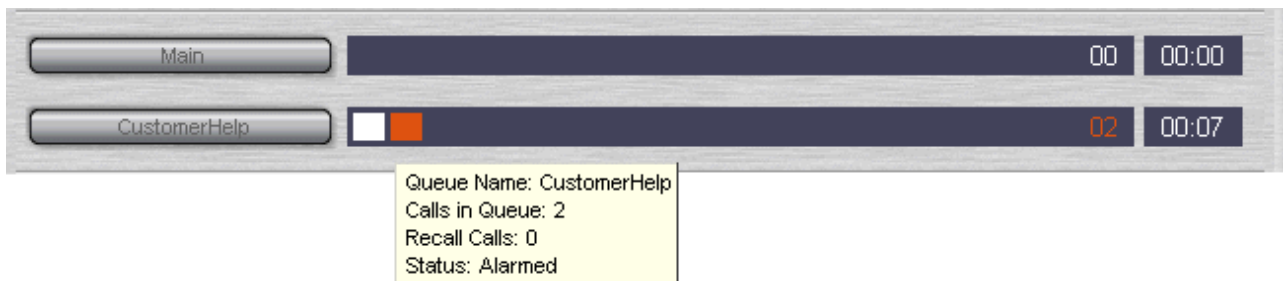 Main 00 00:00
CustomerHelp 02 00:07
Queue Name: CustomerHelp
Calls in Queue: 2
Recall Calls: 0
Status: Alarmed